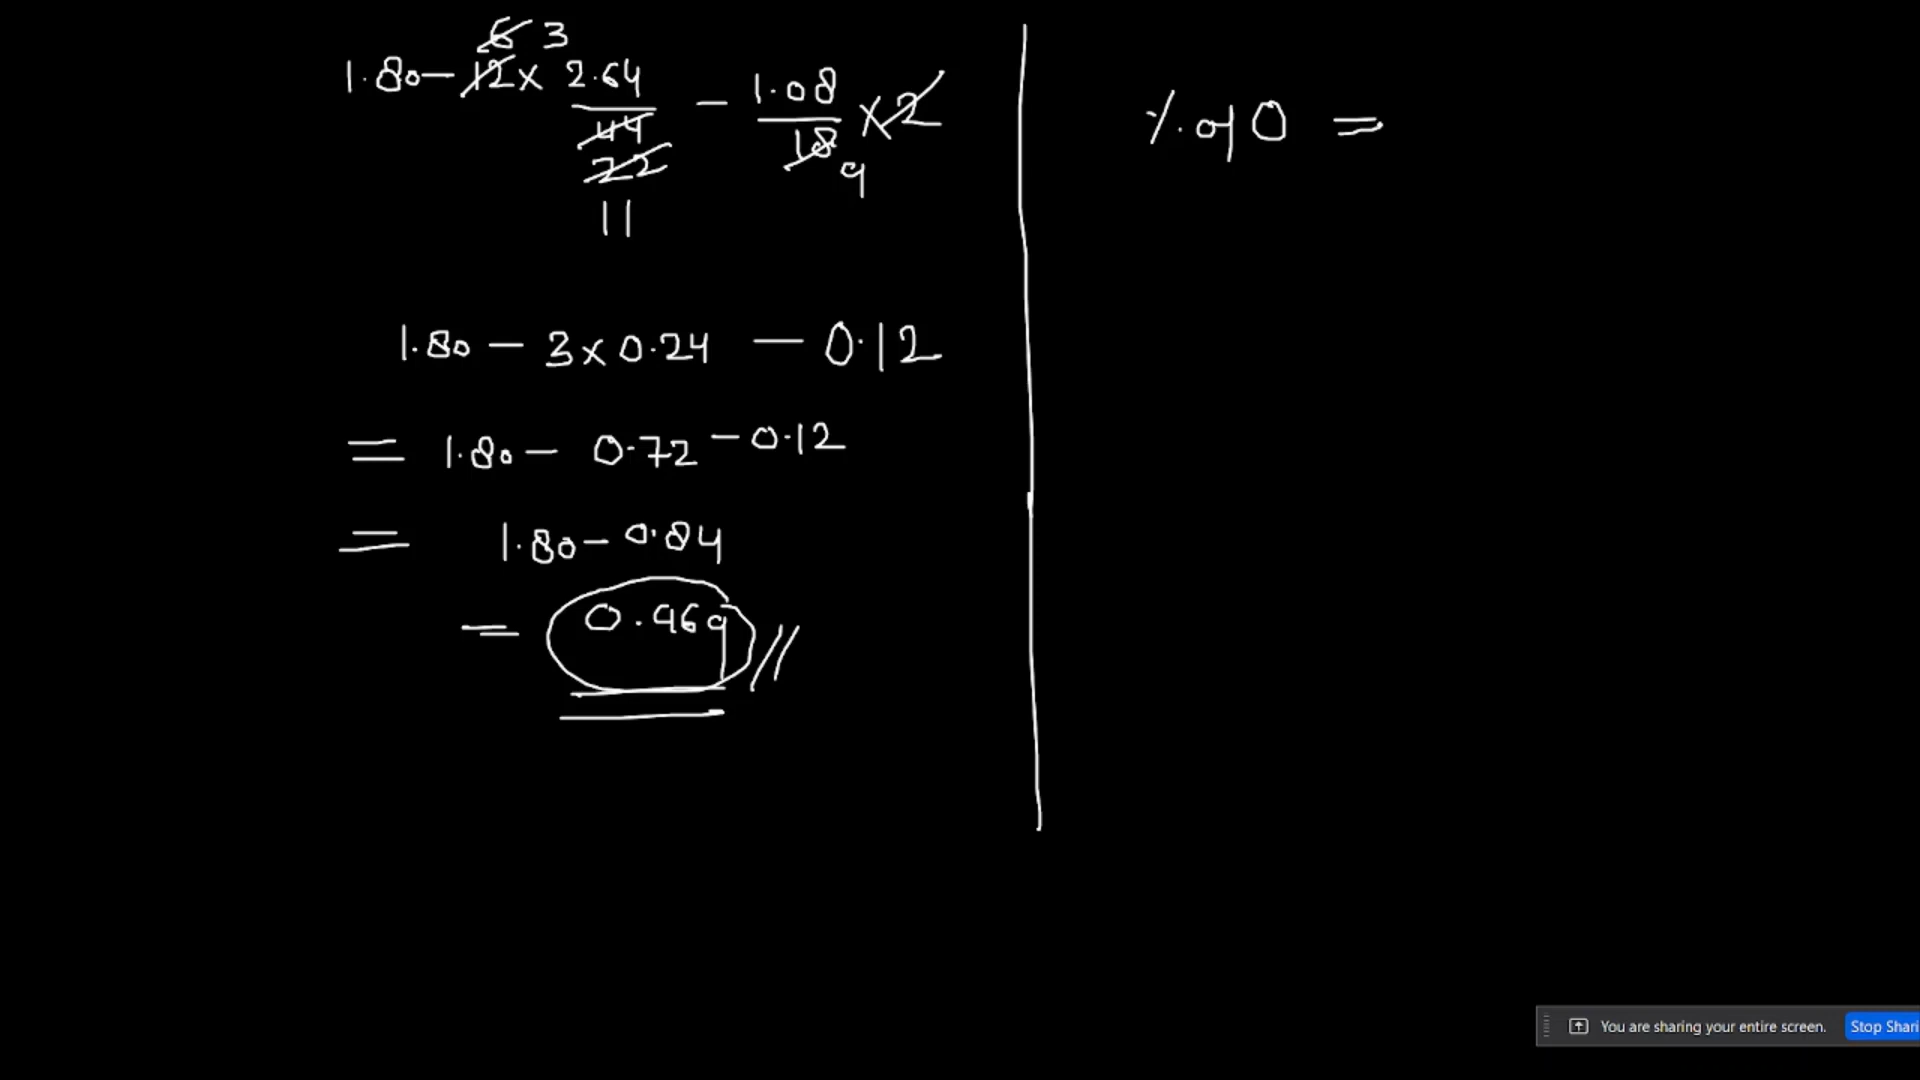 6 3
1.80 - 12 x 2.64 - 1.08 x 2
44 18
22 9
11
1.80 - 3 x 0.24 - 0.12
= 1.80 - 0.72 - 0.12
= 1.80 - 0.84
= 0.96g //
% of O =
You are sharing your entire screen.
Stop Shari